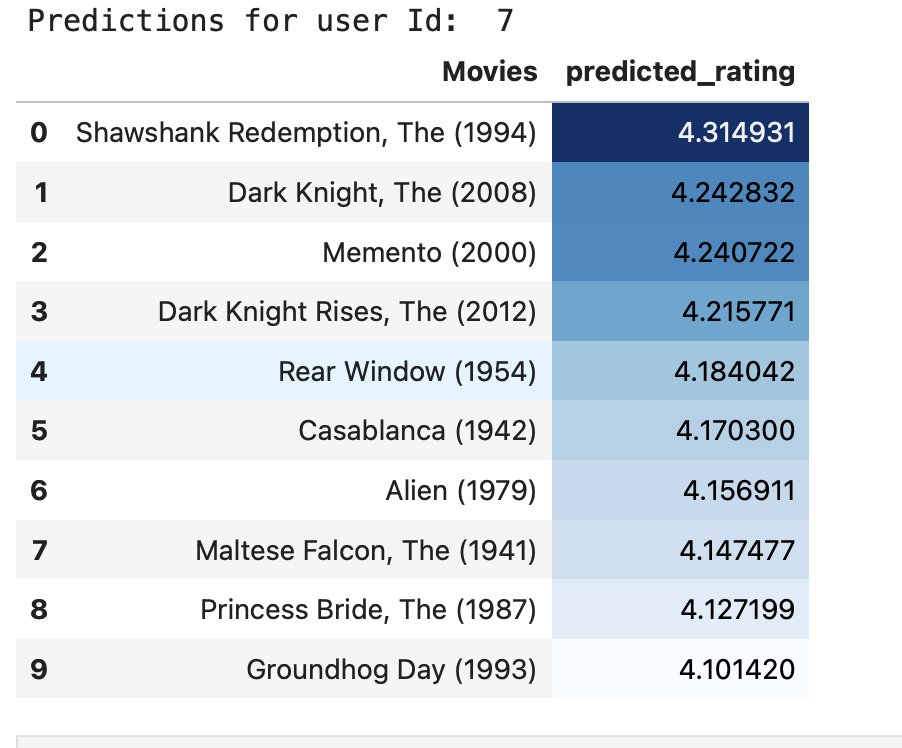 Predictions for user Id:  7
Movies predicted_rating
0 Shawshank Redemption, The (1994) 4.314931
1 Dark Knight, The (2008) 4.242832
2 Memento (2000) 4.240722
3 Dark Knight Rises, The (2012) 4.215771
4 Rear Window (1954) 4.184042
5 Casablanca (1942) 4.170300
6 Alien (1979) 4.156911
7 Maltese Falcon, The (1941) 4.147477
8 Princess Bride, The (1987) 4.127199
9 Groundhog Day (1993) 4.101420